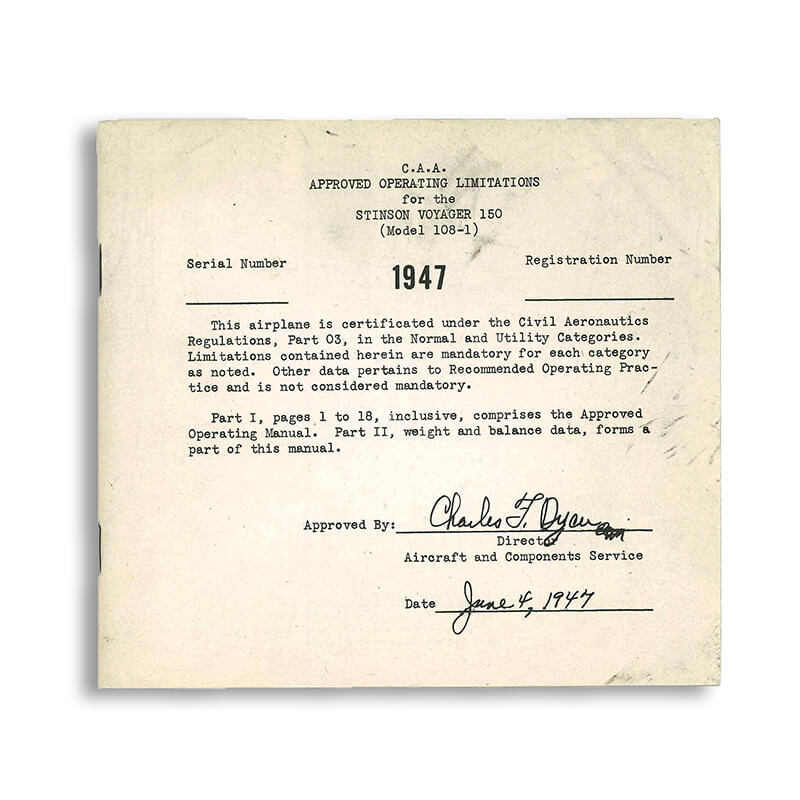 C.A.A.
APPROVED OPERATING LIMITATIONS
for the
STINSON VOYAGER 150
(Model 108-1)
Serial Number
1947
Registration Number
This airplane is certificated under the Civil Aeronautics
Regulations, Part 03, in the Normal and Utility Categories.
Limitations contained herein are mandatory for each category
as noted. Other data pertains to Recommended Operating Prac-
tice and is not considered mandatory.
Part I, pages 1 to 18, inclusive, comprises the Approved
Operating Manual. Part II, weight and balance data, forms a
part of this manual.
Approved By: Charles F. Dycer
Director
Aircraft and Components Service
Date June 4, 1947